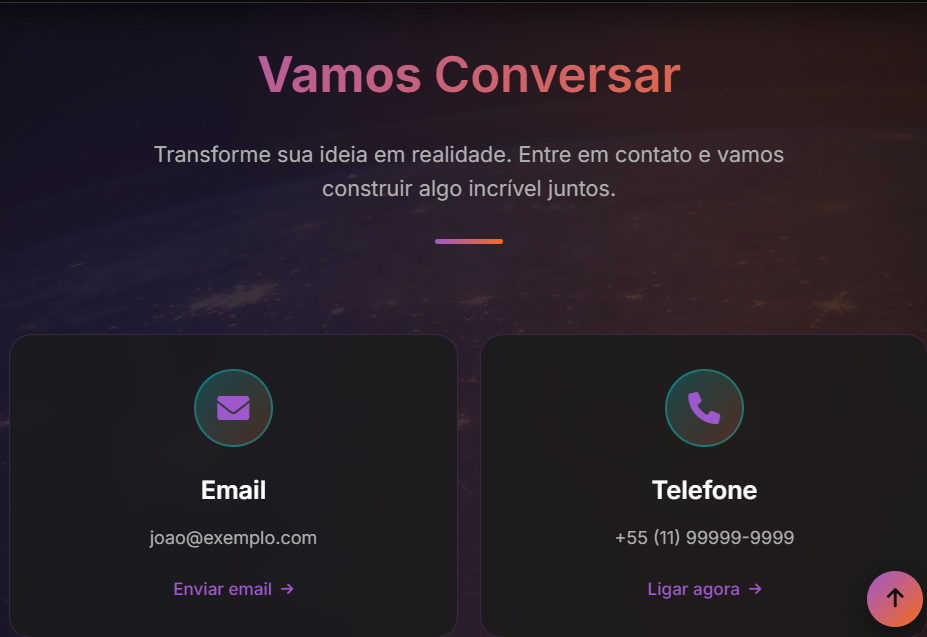 Vamos Conversar
Transforme sua ideia em realidade. Entre em contato e vamos
construir algo incrível juntos.
Email
joao@exemplo.com
Enviar email →
Telefone
+55 (11) 99999-9999
Ligar agora →